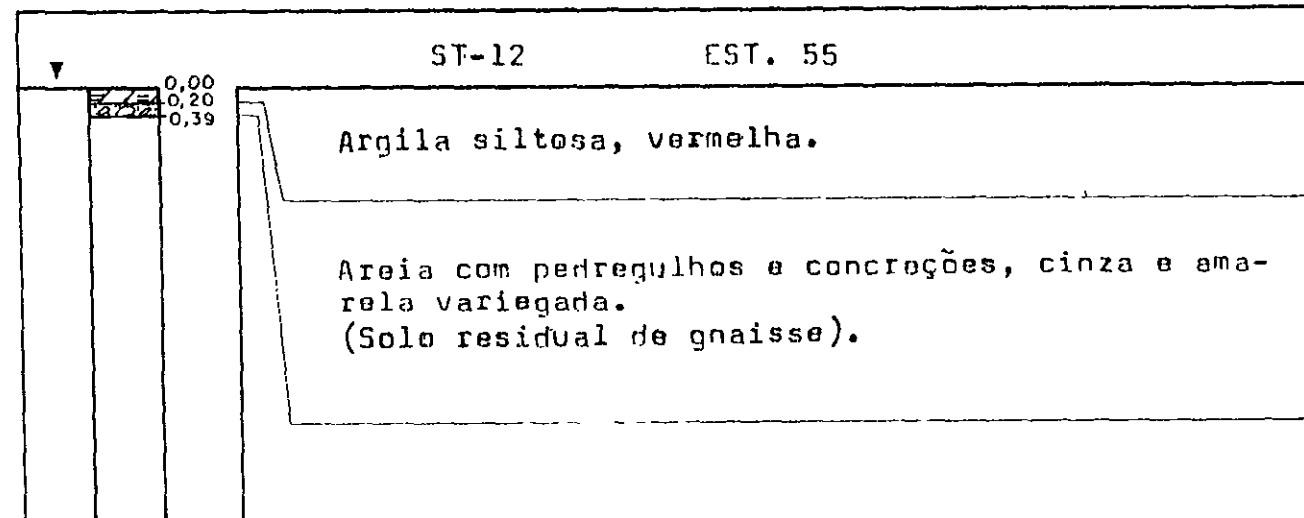 ST-12 EST. 55
0,00
0,20
0,39
Argila siltosa, vermelha.
Areia com pedregulhos e concreções, cinza e ama-
rela variegada.
(Solo residual de gnaisse).